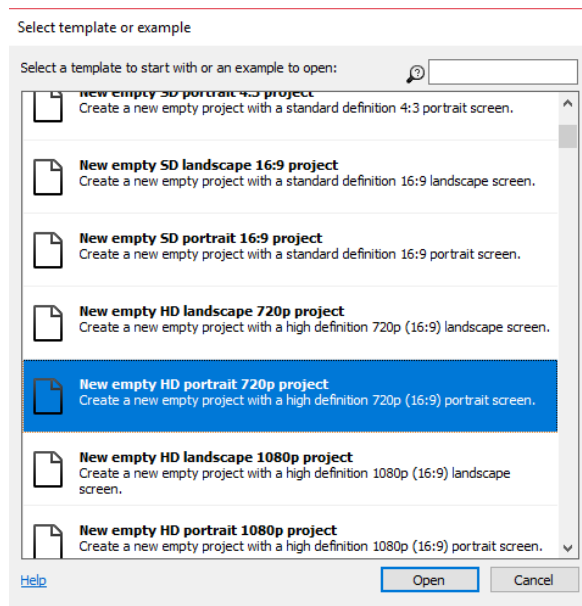 Select template or example
Select a template to start with or an example to open:
New empty SD portrait 4:3 project
Create a new empty project with a standard definition 4:3 portrait screen.
New empty SD landscape 16:9 project
Create a new empty project with a standard definition 16:9 landscape screen.
New empty SD portrait 16:9 project
Create a new empty project with a standard definition 16:9 portrait screen.
New empty HD landscape 720p project
Create a new empty project with a high definition 720p (16:9) landscape screen.
New empty HD portrait 720p project
Create a new empty project with a high definition 720p (16:9) portrait screen.
New empty HD landscape 1080p project
Create a new empty project with a high definition 1080p (16:9) landscape
screen.
New empty HD portrait 1080p project
Create a new empty project with a high definition 1080p (16:9) portrait screen.
Help
Open
Cancel